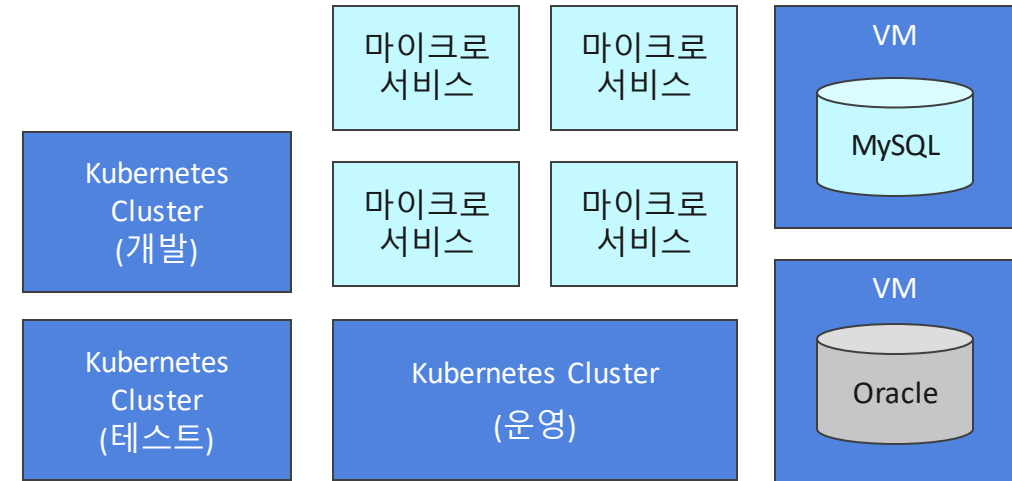 Kubernetes
Cluster
(개발)
Kubernetes
Cluster
(테스트)
마이크로
서비스
마이크로
서비스
마이크로
서비스
마이크로
서비스
Kubernetes Cluster
(운영)
VM
MySQL
VM
Oracle